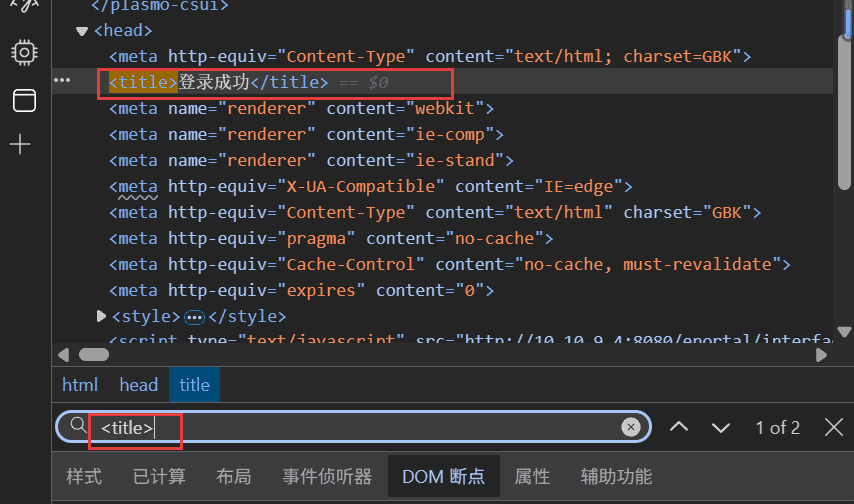 </plasmo-csui>
▼<head>
<meta http-equiv="Content-Type" content="text/html; charset=GBK">
•••
<title>登录成功</title> == $0
<meta name="renderer" content="webkit">
<meta name="renderer" content="ie-comp">
<meta name="renderer" content="ie-stand">
<meta http-equiv="X-UA-Compatible" content="IE=edge">
<meta http-equiv="Content-Type" content="text/html" charset="GBK">
<meta http-equiv="pragma" content="no-cache">
<meta http-equiv="Cache-Control" content="no-cache, must-revalidate">
<meta http-equiv="expires" content="0">
▶<style>•••</style>
<script type="text/javascript" src="http://10.10.9.4:8080/eportal/interfa
html head title
<title> 1 of 2
样式 已计算 布局 事件侦听器 DOM 断点 属性 辅助功能